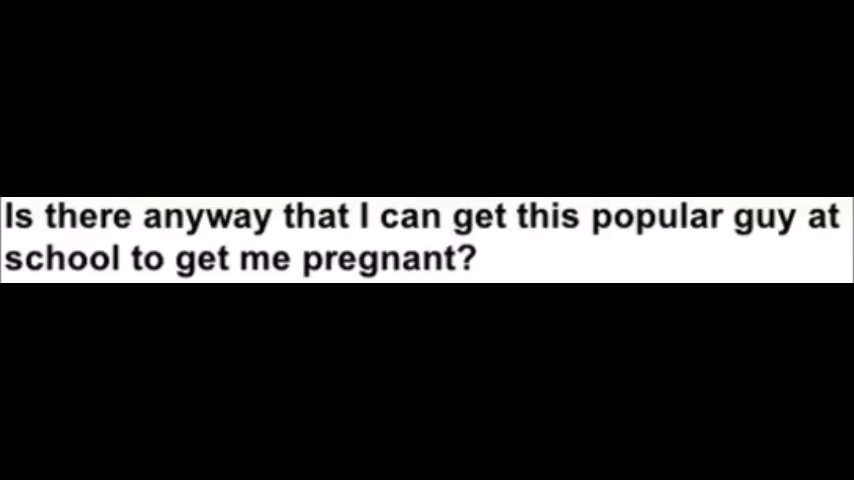 Is there anyway that I can get this popular guy at
school to get me pregnant?